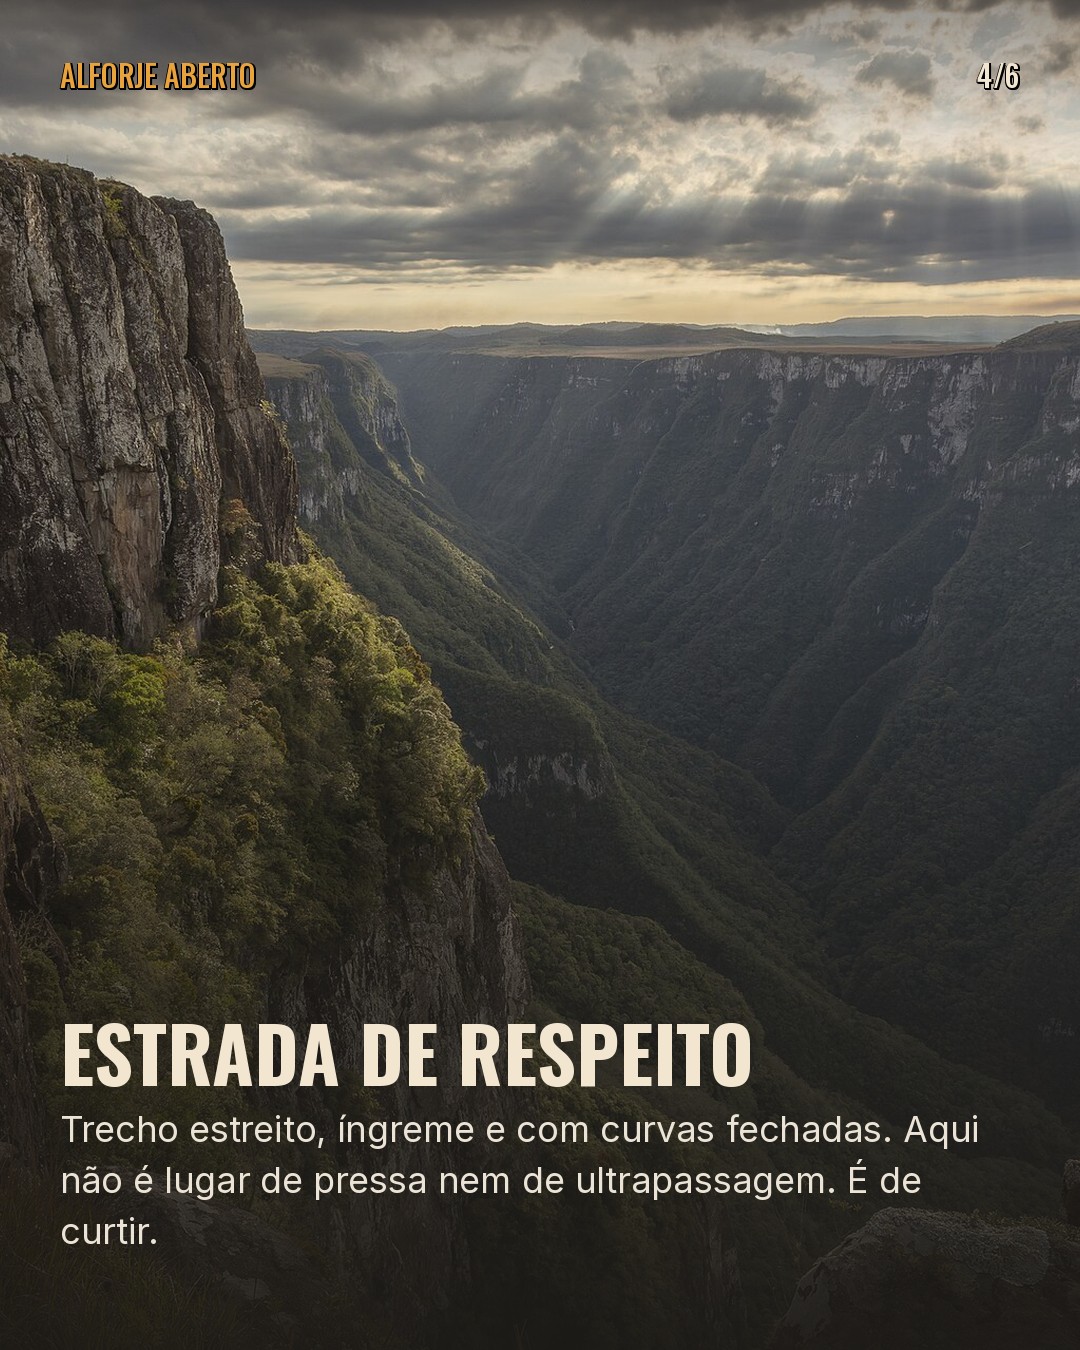 ALFORJE ABERTO
4/6
ESTRADA DE RESPEITO
Trecho estreito, íngreme e com curvas fechadas. Aqui
não é lugar de pressa nem de ultrapassagem. É de
curtir.